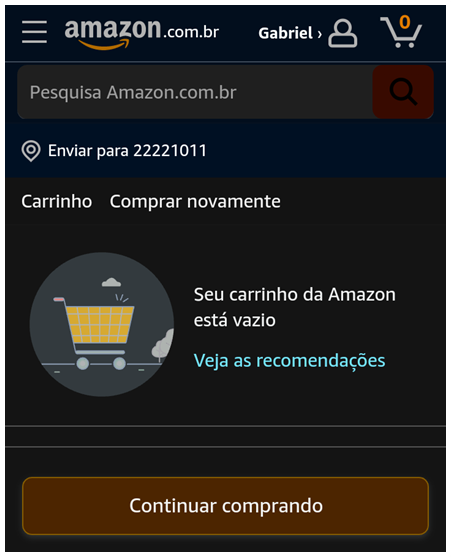 amazon.com.br
Gabriel ›
0
Pesquisa Amazon.com.br
Enviar para 22221011
Carrinho Comprar novamente
Seu carrinho da Amazon
está vazio
Veja as recomendações
Continuar comprando